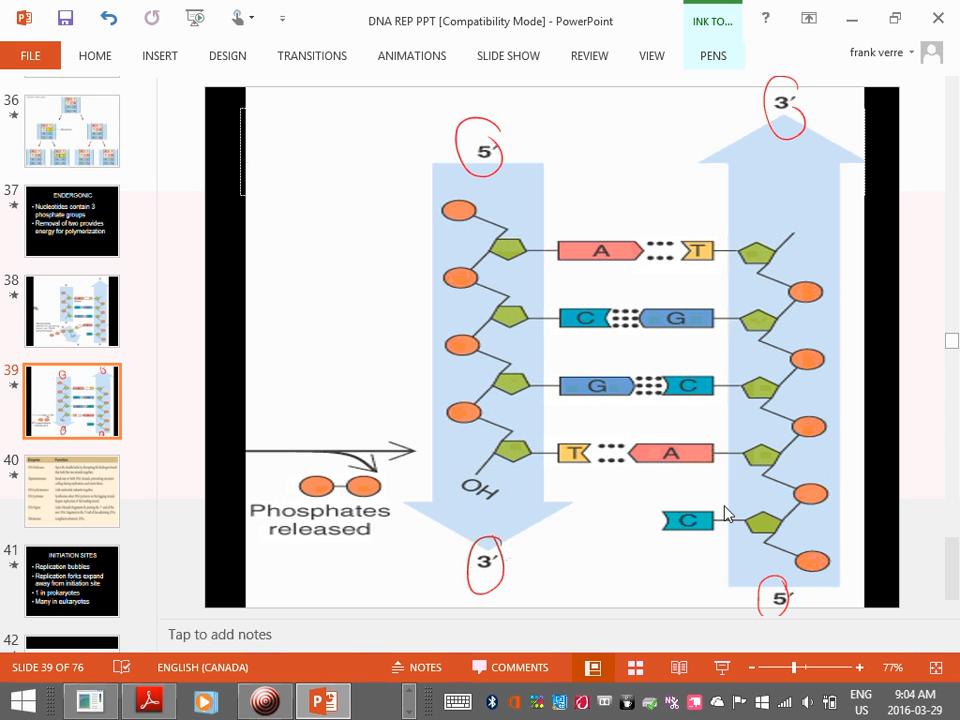 DNA REP PPT [Compatibility Mode] - PowerPoint
INK TO...
?
FILE
HOME
INSERT
DESIGN
TRANSITIONS
ANIMATIONS
SLIDE SHOW
REVIEW
VIEW
PENS
frank verre
36
37
ENDERGONIC
• Nucleotides contain 3
phosphate groups
• Removal of two provides
energy for polymerization
38
39
40
Enzyme Function
41
INITIATION SITES
• Replication bubbles
• Replication forks expand
away from initiation site
• 1 in prokaryotes
• Many in eukaryotes
42
3′
5′
A T
C G
G C
T A
OH
C
Phosphates
released
3′
5′
Tap to add notes
SLIDE 39 OF 76
ENGLISH (CANADA)
NOTES
COMMENTS
77%
ENG
US
9:04 AM
2016-03-29